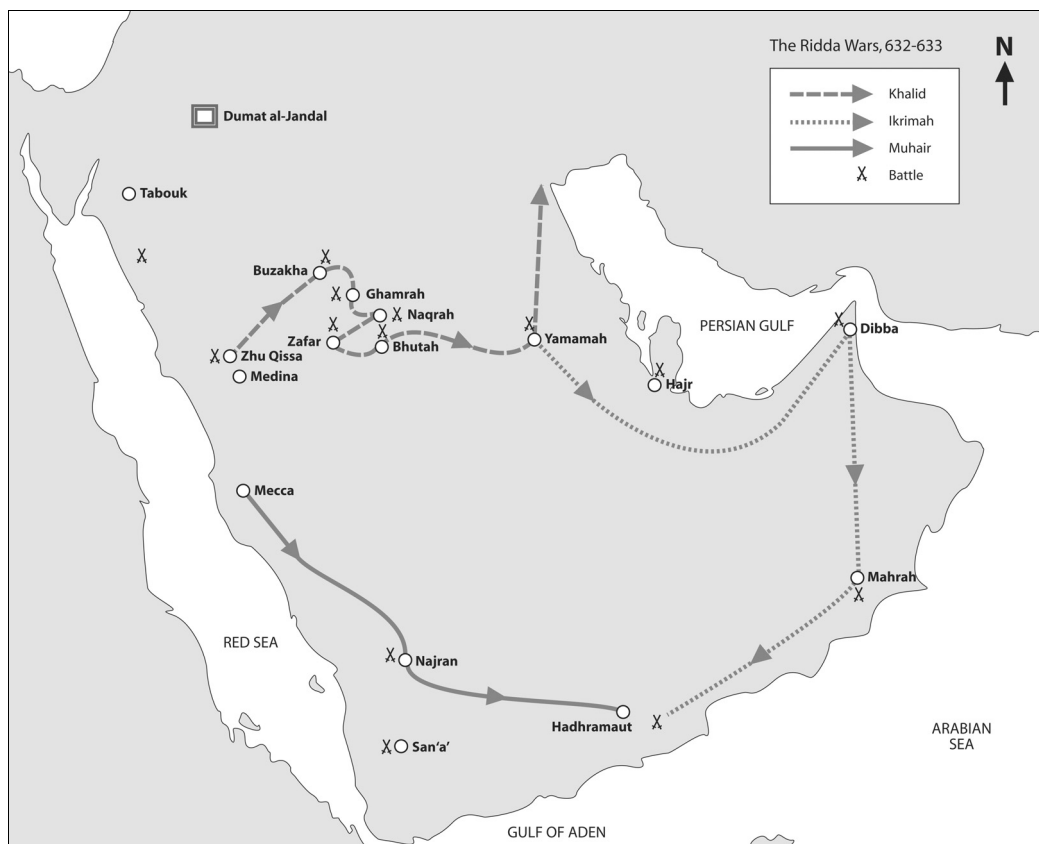 The Ridda Wars, 632-633
N
Khalid
Ikrimah
Muhair
Battle
Dumat al-Jandal
Tabouk
Buzakha
Ghamrah
Naqrah
Zafar
Bhutah
Zhu Qissa
Medina
Yamamah
PERSIAN GULF
Dibba
Hajr
Mecca
Mahrah
RED SEA
Najran
Hadhramaut
San‘a’
ARABIAN
SEA
GULF OF ADEN